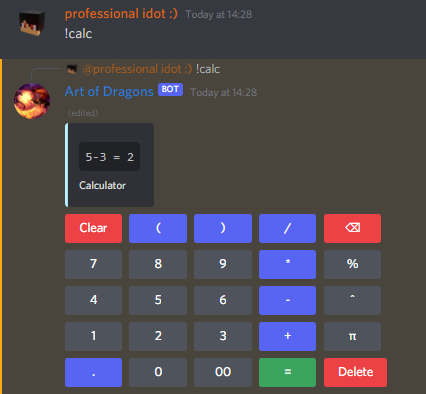 professional idot :) Today at 14:28
!calc
@professional idot :) !calc
Art of Dragons BOT Today at 14:28
(edited)
5-3 = 2
Calculator
Clear ( ) / ⌫
7 8 9 * %
4 5 6 - ^
1 2 3 + π
. 0 00 = Delete